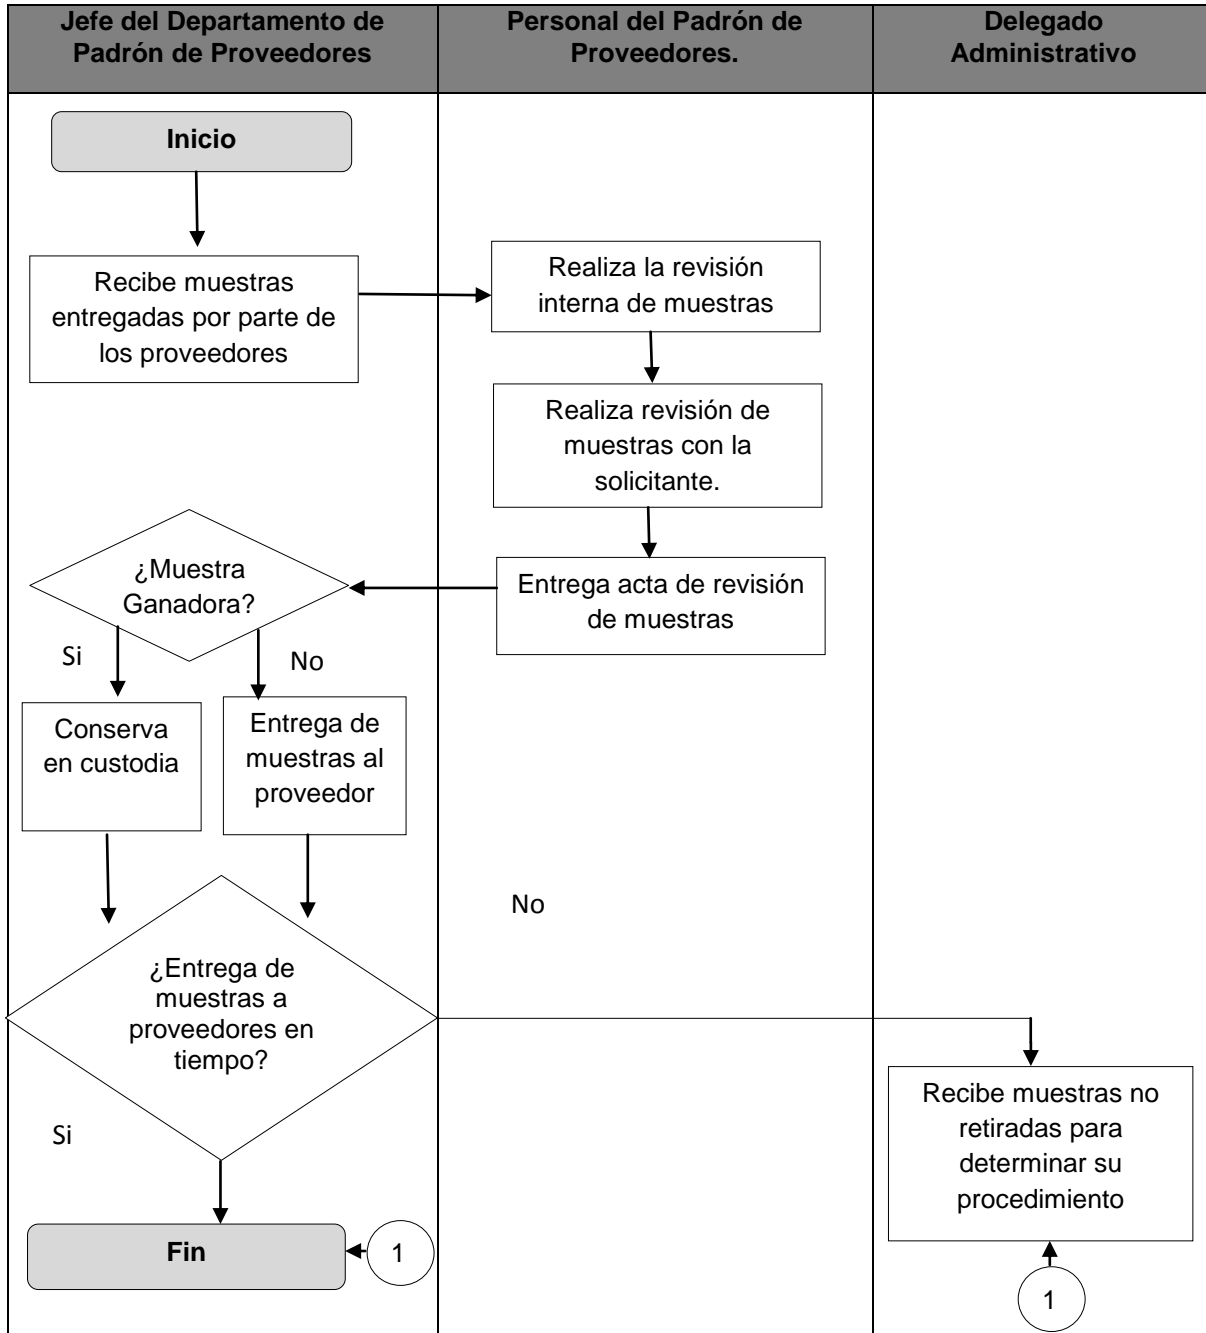 Jefe del Departamento de
Padrón de Proveedores
Personal del Padrón de
Proveedores.
Delegado
Administrativo
Inicio
Recibe muestras
entregadas por parte de
los proveedores
Realiza la revisión
interna de muestras
Realiza revisión de
muestras con la
solicitante.
Entrega acta de revisión
de muestras
¿Muestra
Ganadora?
Si
No
Conserva
en custodia
Entrega de
muestras al
proveedor
¿Entrega de
muestras a
proveedores en
tiempo?
No
Si
Recibe muestras no
retiradas para
determinar su
procedimiento
Fin
1
1